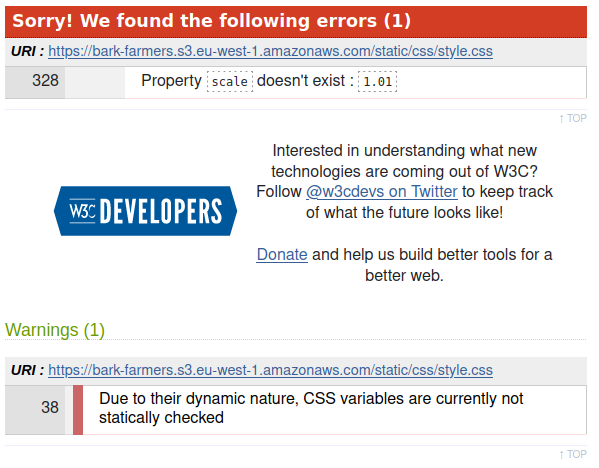 Sorry! We found the following errors (1)
URI : https://bark-farmers.s3.eu-west-1.amazonaws.com/static/css/style.css
328 Property scale doesn't exist : 1.01
↑ TOP
Interested in understanding what new
technologies are coming out of W3C?
Follow @w3cdevs on Twitter to keep track
of what the future looks like!
W3C DEVELOPERS
Donate and help us build better tools for a
better web.
Warnings (1)
URI : https://bark-farmers.s3.eu-west-1.amazonaws.com/static/css/style.css
38 Due to their dynamic nature, CSS variables are currently not
statically checked
↑ TOP